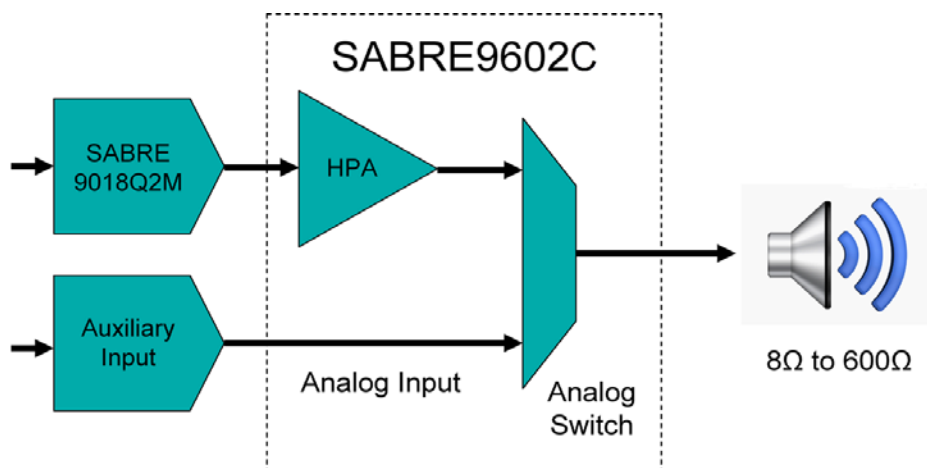 SABRE9602C
SABRE
9018Q2M
HPA
Auxiliary
Input
Analog Input
Analog
Switch
8Ω to 600Ω